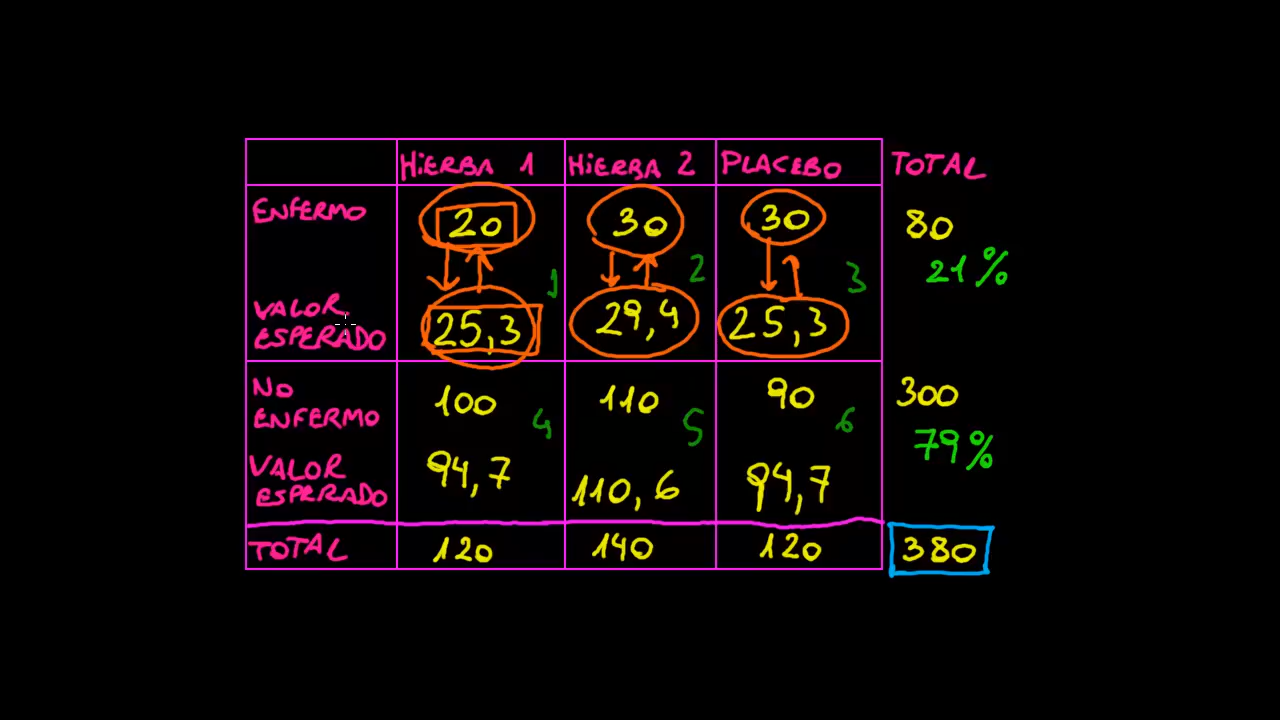 HiERBA 1 HiERBA 2 PLACEBO TOTAL
ENFERMO 20 30 30 80
21%
1 2 3
VALOR
ESPERADO 25,3 29,4 25,3
NO
ENFERMO 100 110 90 300
4 5 6
79%
VALOR
ESPERADO 94,7 110,6 94,7
TOTAL 120 140 120 380